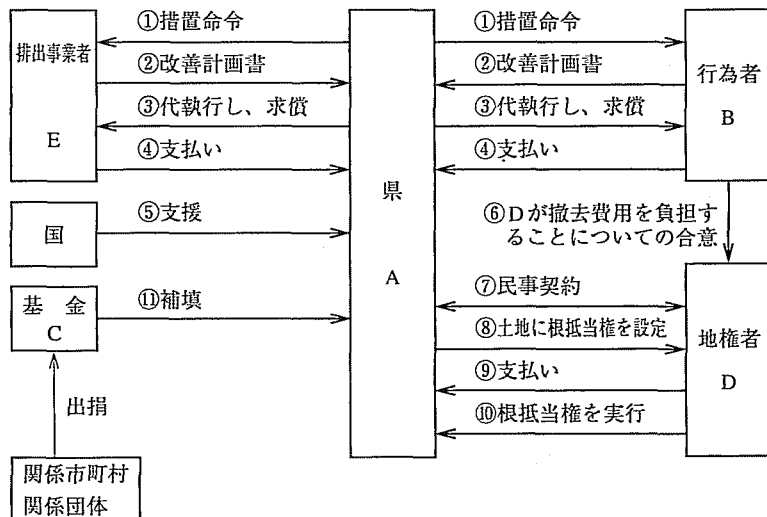 排出事業者
E
①措置命令
②改善計画書
③代執行し、求償
④支払い
国
⑤支援
基　金
C
⑪補填
出捐
関係市町村
関係団体
県
A
①措置命令
②改善計画書
③代執行し、求償
④支払い
行為者
B
⑥Dが撤去費用を負担す
ることについての合意
⑦民事契約
⑧土地に根抵当権を設定
⑨支払い
⑩根抵当権を実行
地権者
D